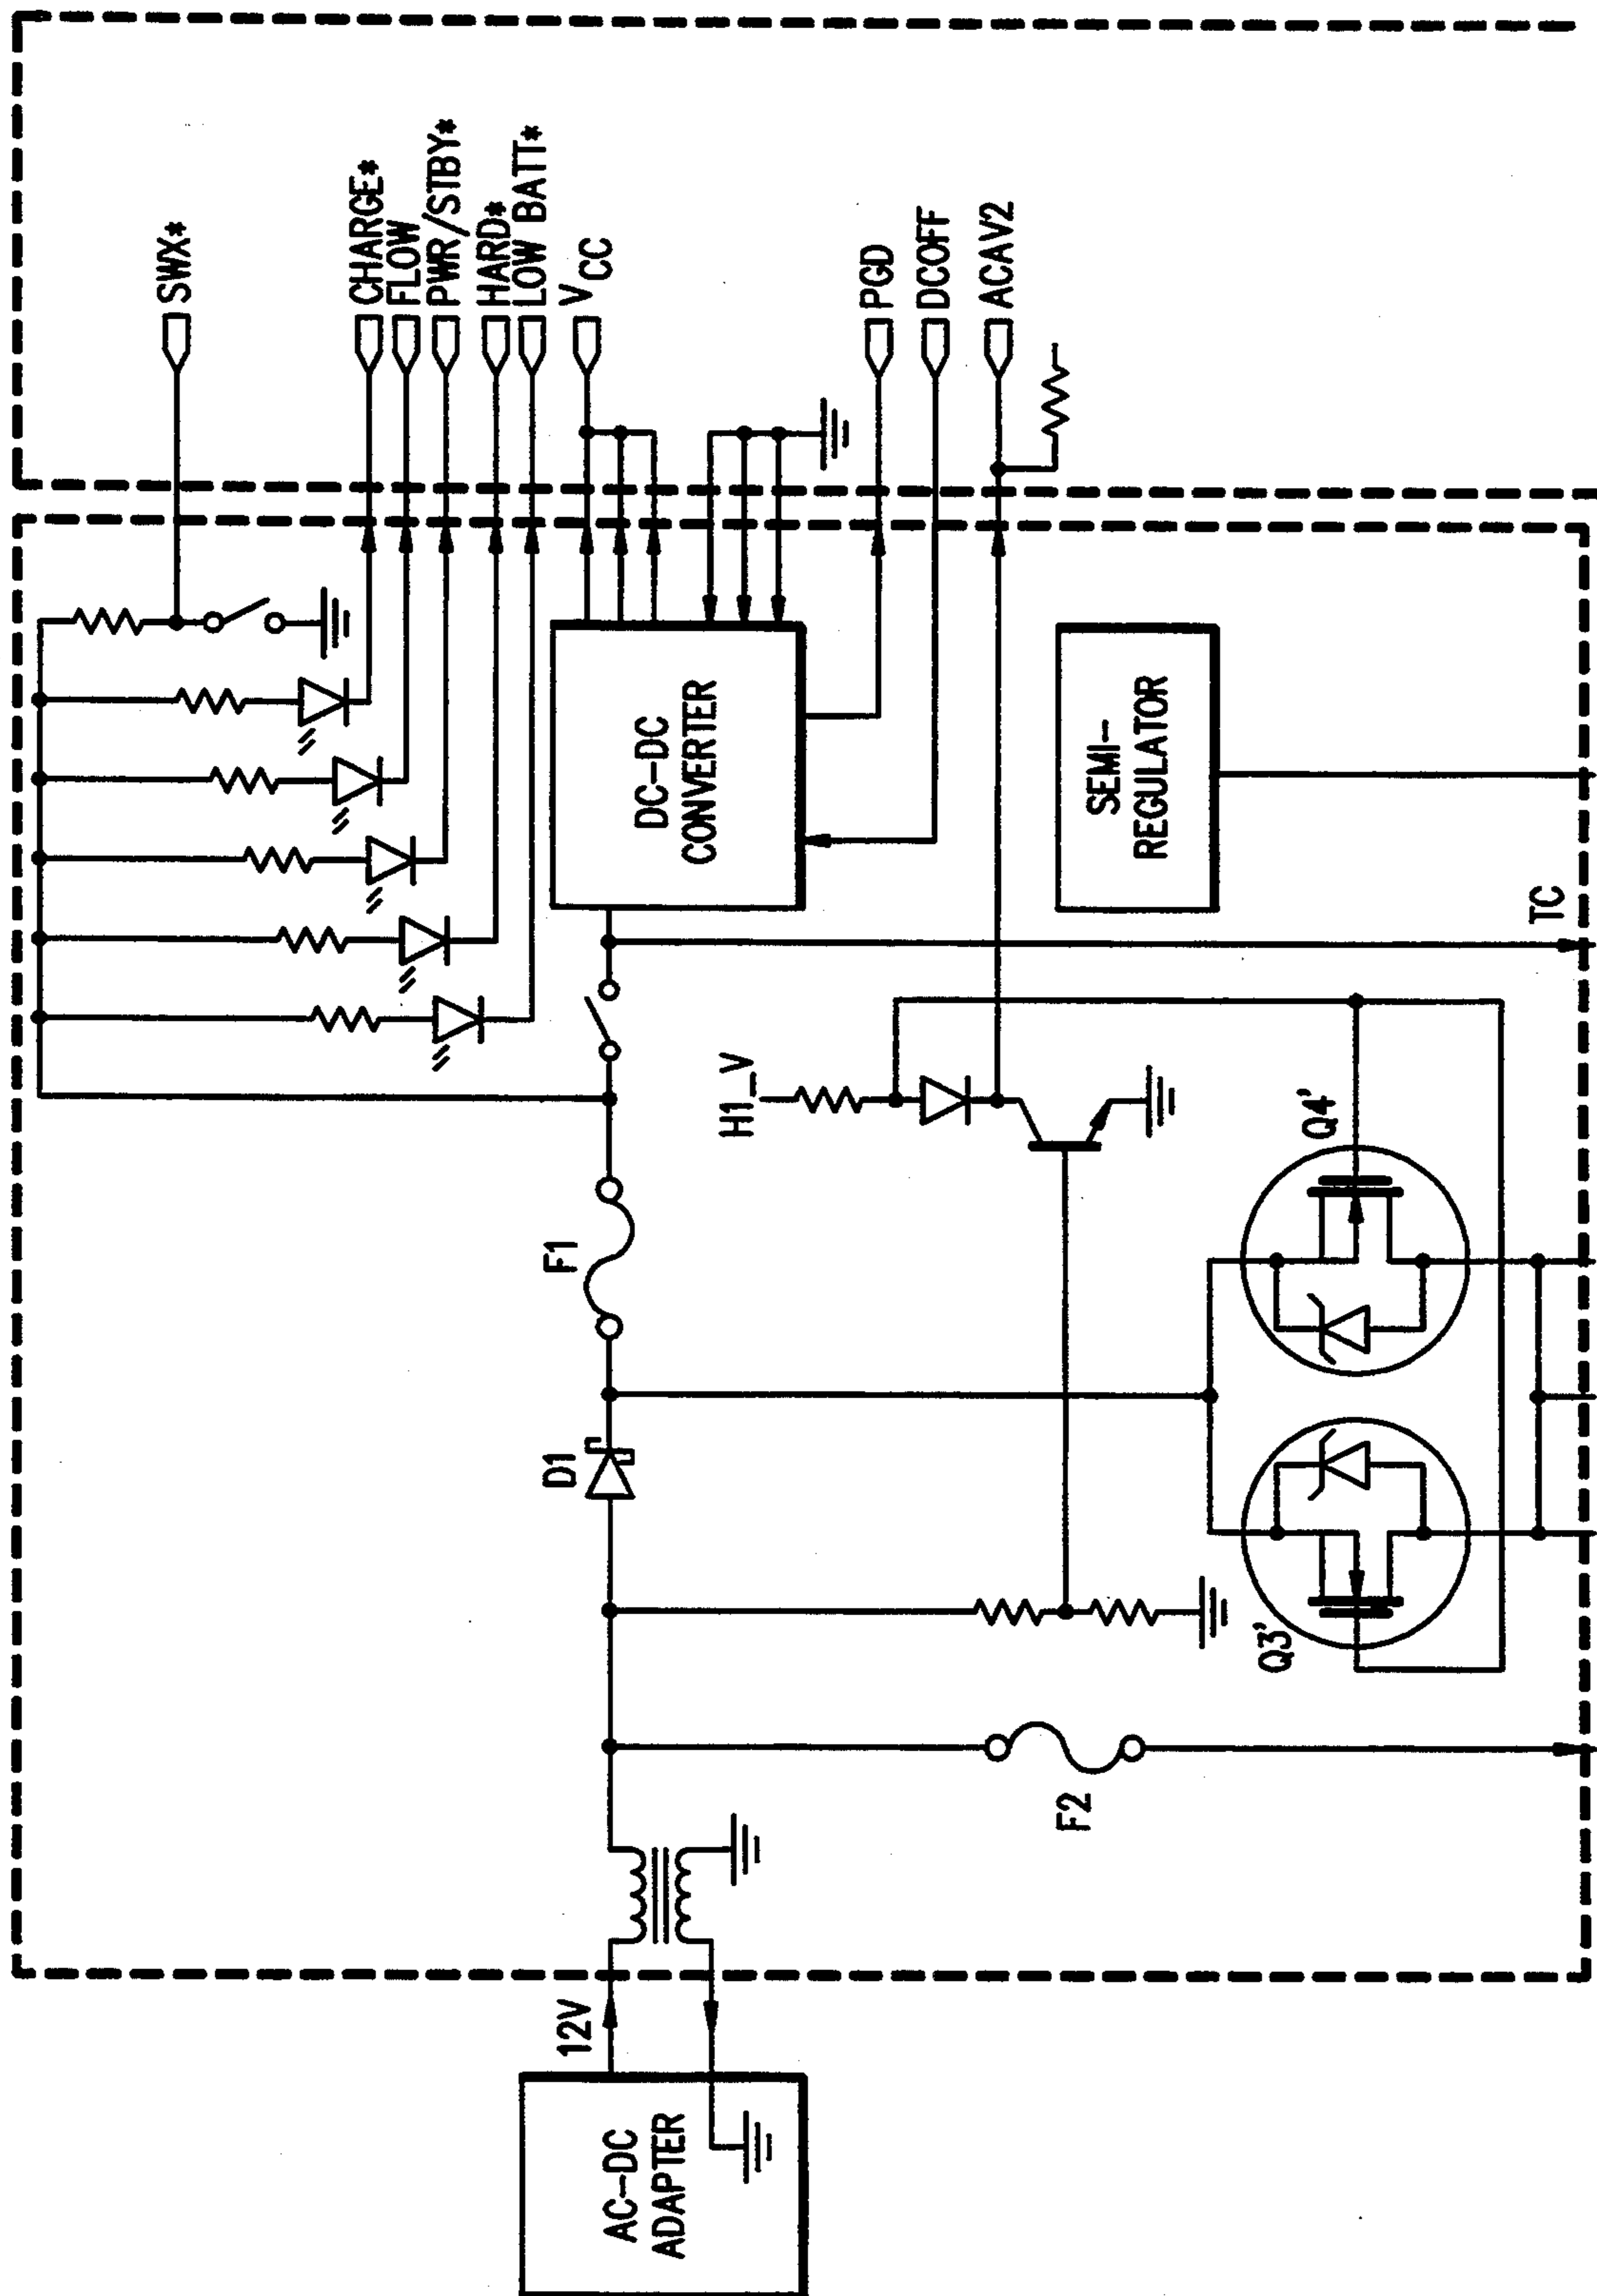 SWX*
CHARGE*
FLOW
PWR/STBY*
HARD*
LOW BATT*
VCC
PGD
DCOFF
ACAV2
DC-DC
CONVERTER
SEMI-
REGULATOR
TC
H1_V
Q4'
F1
D1
Q3'
F2
12V
AC-DC
ADAPTER